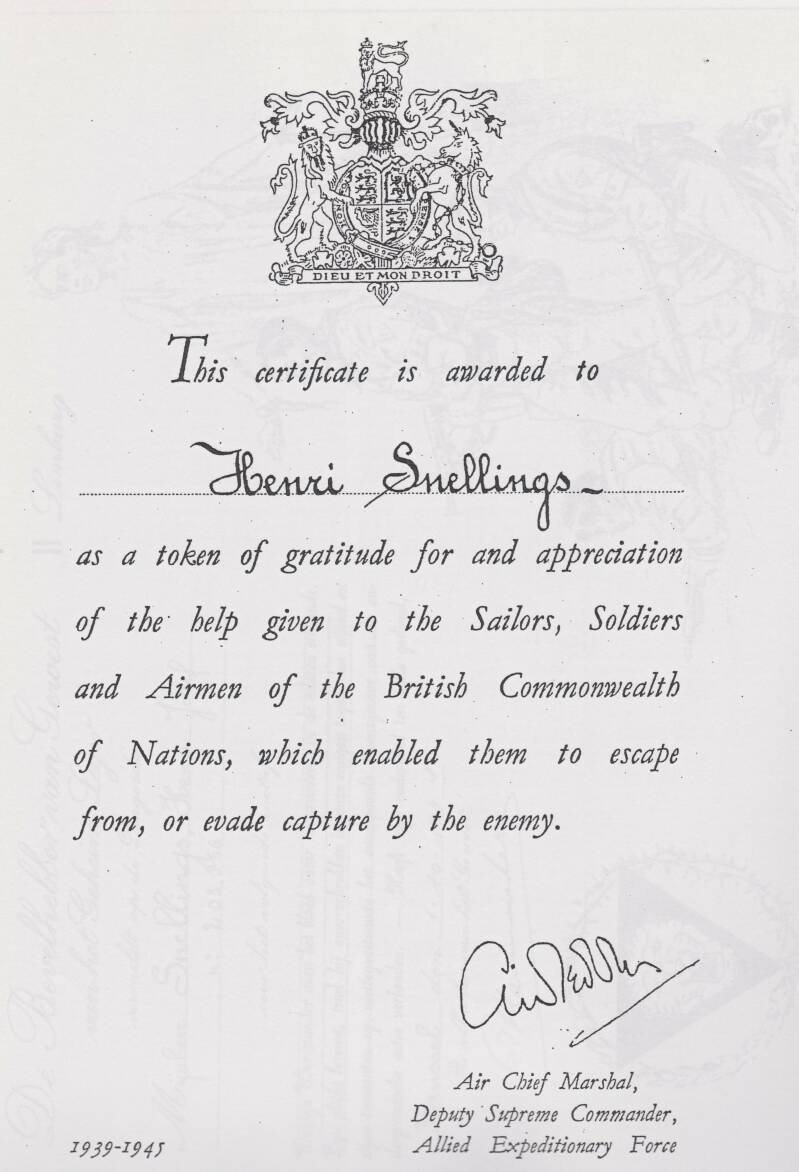 DIEU ET MON DROIT
This certificate is awarded to
Henri Snellings
as a token of gratitude for and appreciation
of the help given to the Sailors, Soldiers
and Airmen of the British Commonwealth
of Nations, which enabled them to escape
from, or evade capture by the enemy.
Air Chief Marshal,
Deputy Supreme Commander,
1939-1945 Allied Expeditionary Force